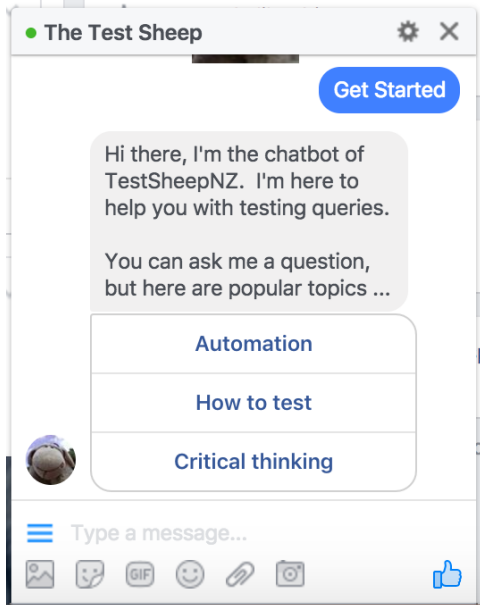 The Test Sheep
Get Started
Hi there, I'm the chatbot of
TestSheepNZ.  I'm here to
help you with testing queries.
You can ask me a question,
but here are popular topics ...
Automation
How to test
Critical thinking
Type a message...
GIF